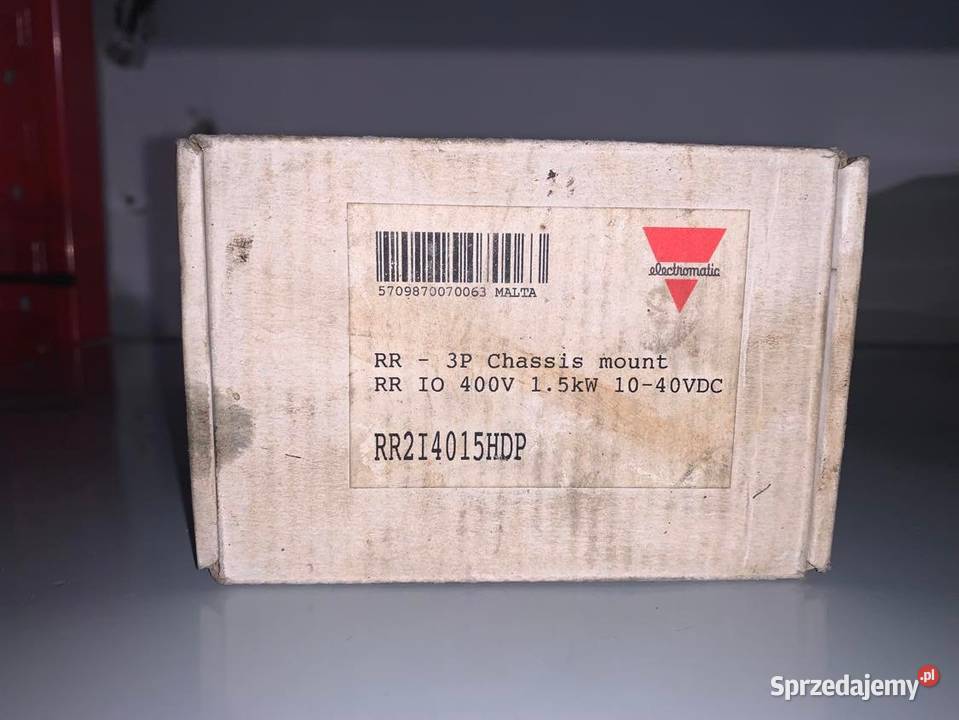 5709870070063 MALTA
electromatic
RR - 3P Chassis mount
RR IO 400V 1.5kW 10-40VDC
RR2I4015HDP
Sprzedajemy.pl